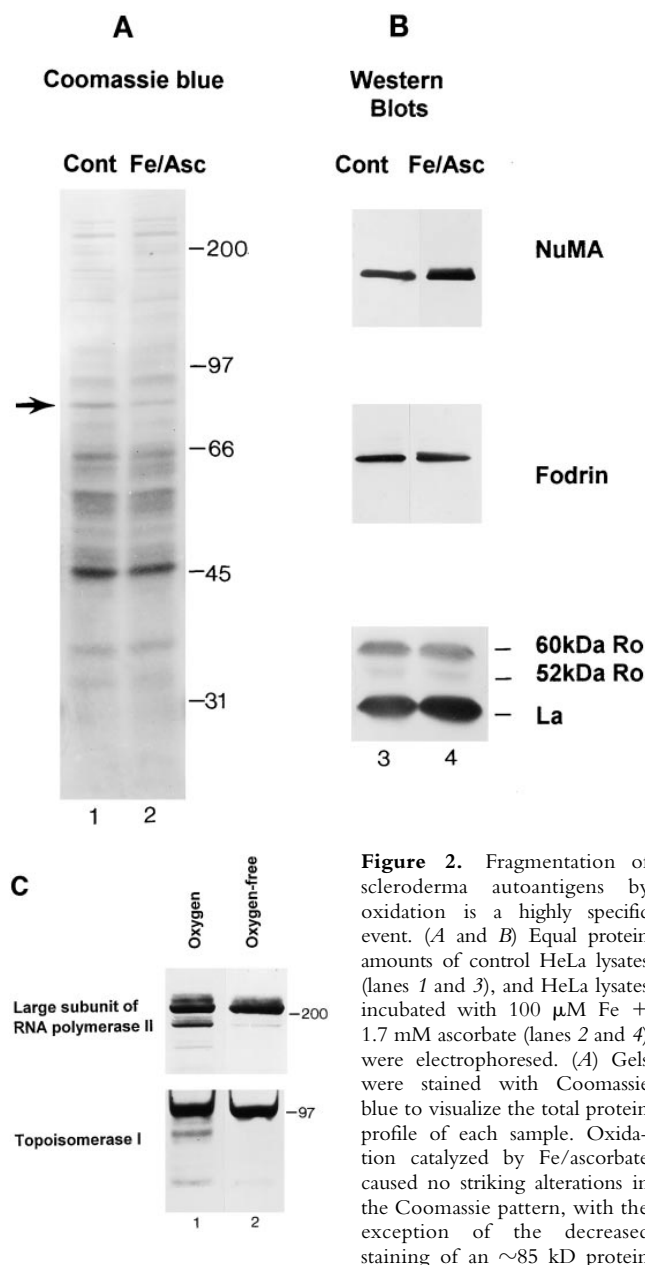 A
Coomassie blue
Cont Fe/Asc
200
97
66
45
31
1 2
B
Western
Blots
Cont Fe/Asc
NuMA
Fodrin
60kDa Ro
52kDa Ro
La
3 4
C
Oxygen
Oxygen-free
Large subunit of
RNA polymerase II
200
Topoisomerase I
97
1 2
Figure 2. Fragmentation of
scleroderma autoantigens by
oxidation is a highly specific
event. (A and B) Equal protein
amounts of control HeLa lysates
(lanes 1 and 3), and HeLa lysates
incubated with 100 μM Fe +
1.7 mM ascorbate (lanes 2 and 4)
were electrophoresed. (A) Gels
were stained with Coomassie
blue to visualize the total protein
profile of each sample. Oxida-
tion catalyzed by Fe/ascorbate
caused no striking alterations in
the Coomassie pattern, with the
exception of the decreased
staining of an ~85 kD protein